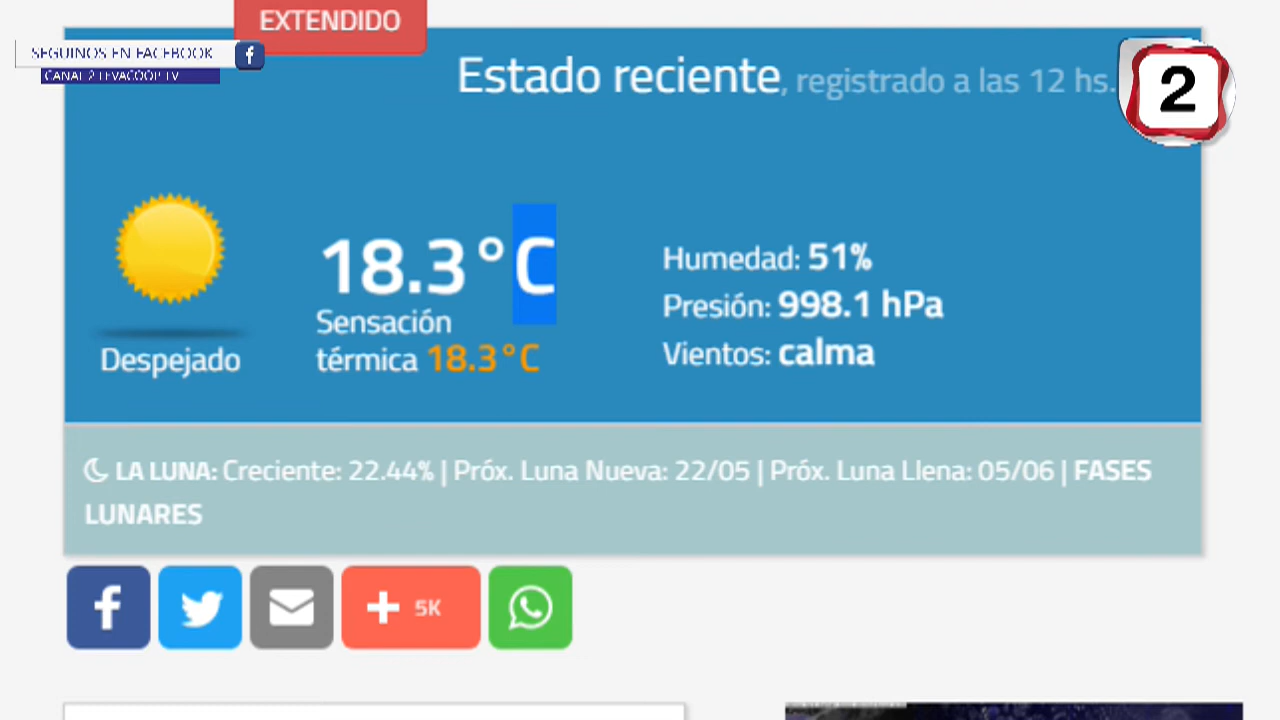 EXTENDIDO
SEGUINOS EN FACEBOOK
CANAL 2 LEVACOOP TV
Estado reciente, registrado a las 12 hs.
2
18.3°C
Sensación
térmica 18.3°C
Despejado
Humedad: 51%
Presión: 998.1 hPa
Vientos: calma
LA LUNA: Creciente: 22.44% | Próx. Luna Nueva: 22/05 | Próx. Luna Llena: 05/06 | FASES
LUNARES
5K